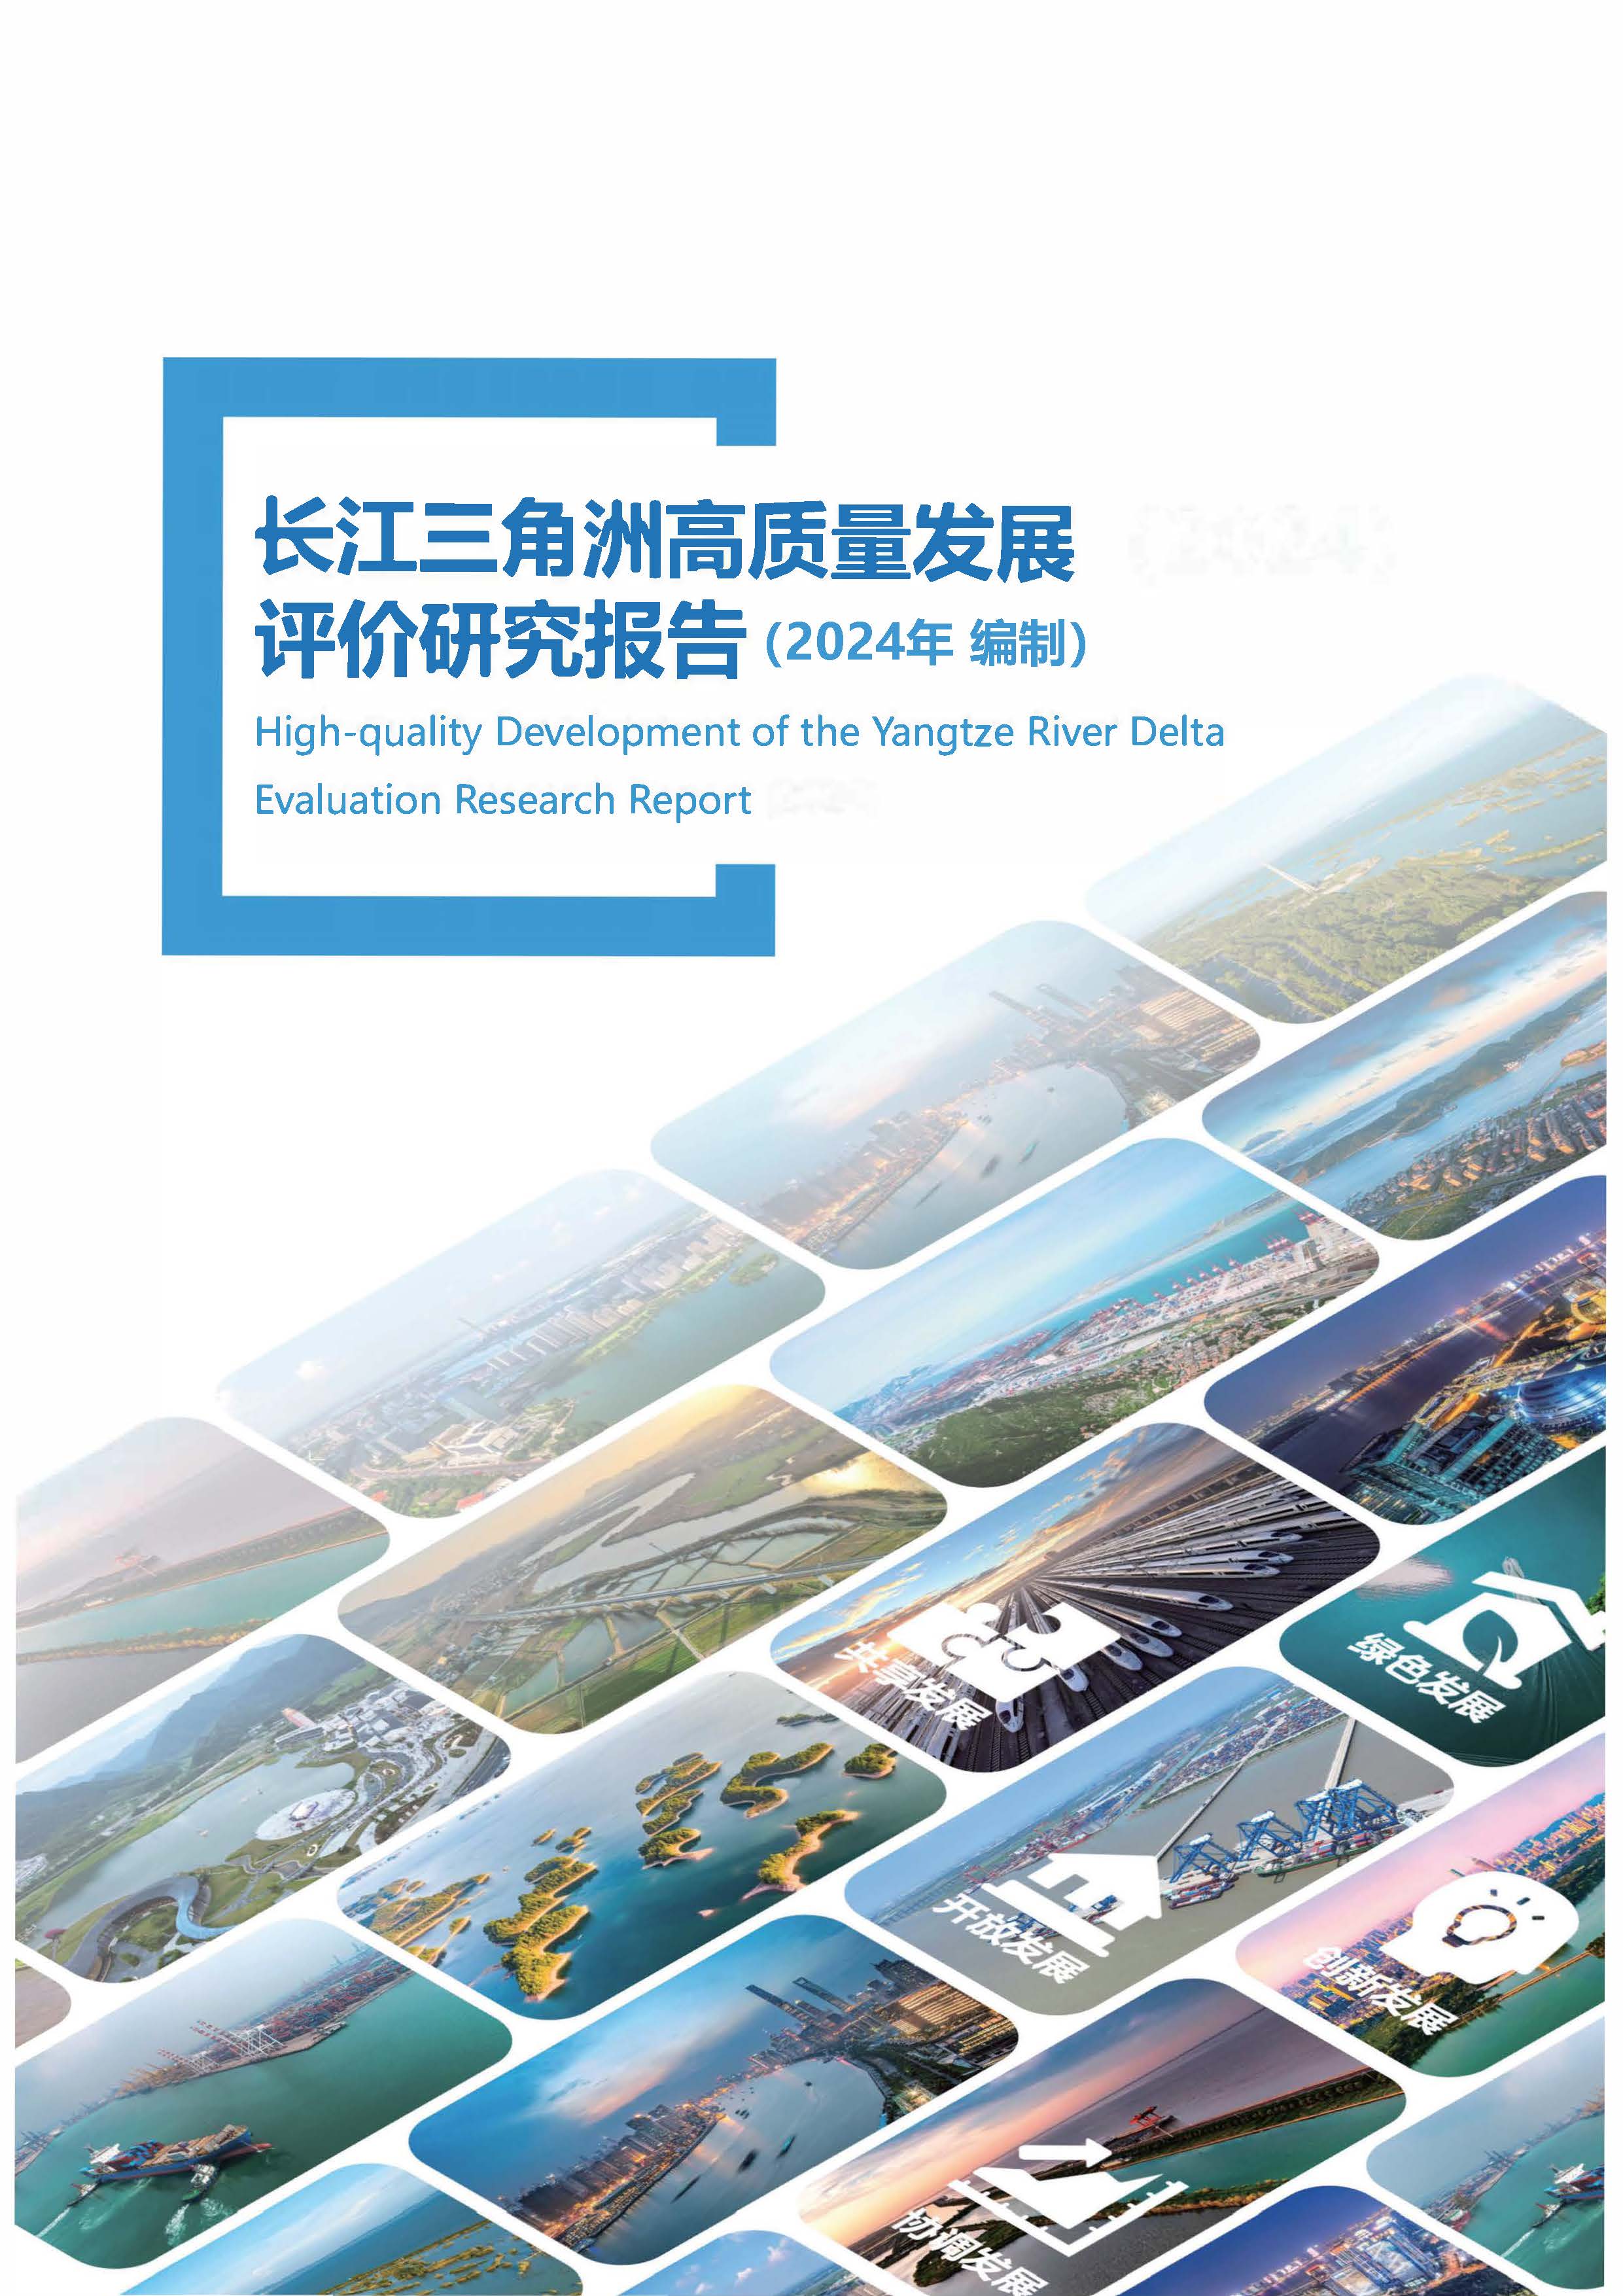 长江三角洲高质量发展
评价研究报告（2024年 编制）
High-quality Development of the Yangtze River Delta
Evaluation Research Report
共享发展
绿色发展
开放发展
创新发展
协调发展